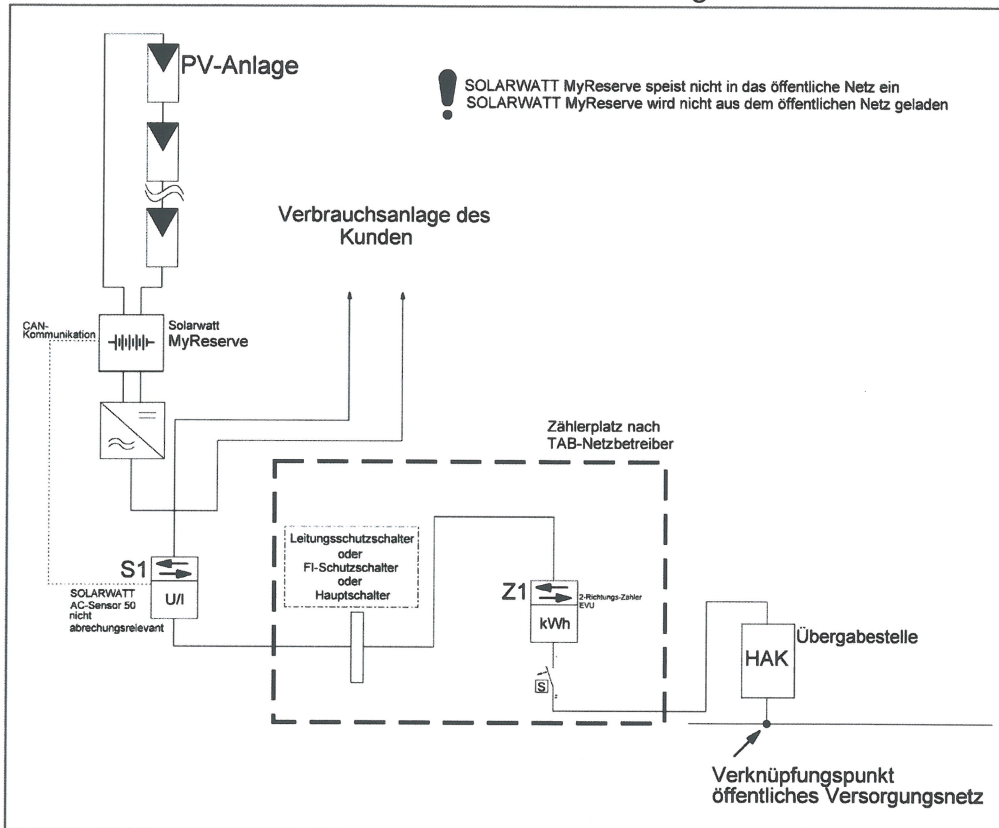 PV-Anlage
SOLARWATT MyReserve speist nicht in das öffentliche Netz ein
SOLARWATT MyReserve wird nicht aus dem öffentlichen Netz geladen
Verbrauchsanlage des
Kunden
CAN-
Kommunikation
Solarwatt
MyReserve
Zählerplatz nach
TAB-Netzbetreiber
Leitungsschutzschalter
oder
FI-Schutzschalter
oder
Hauptschalter
S1
U/I
SOLARWATT
AC-Sensor 50
nicht
abrechungsrelevant
Z1
2-Richtungs-Zähler
EVU
kWh
S
HAK
Übergabestelle
Verknüpfungspunkt
öffentliches Versorgungsnetz